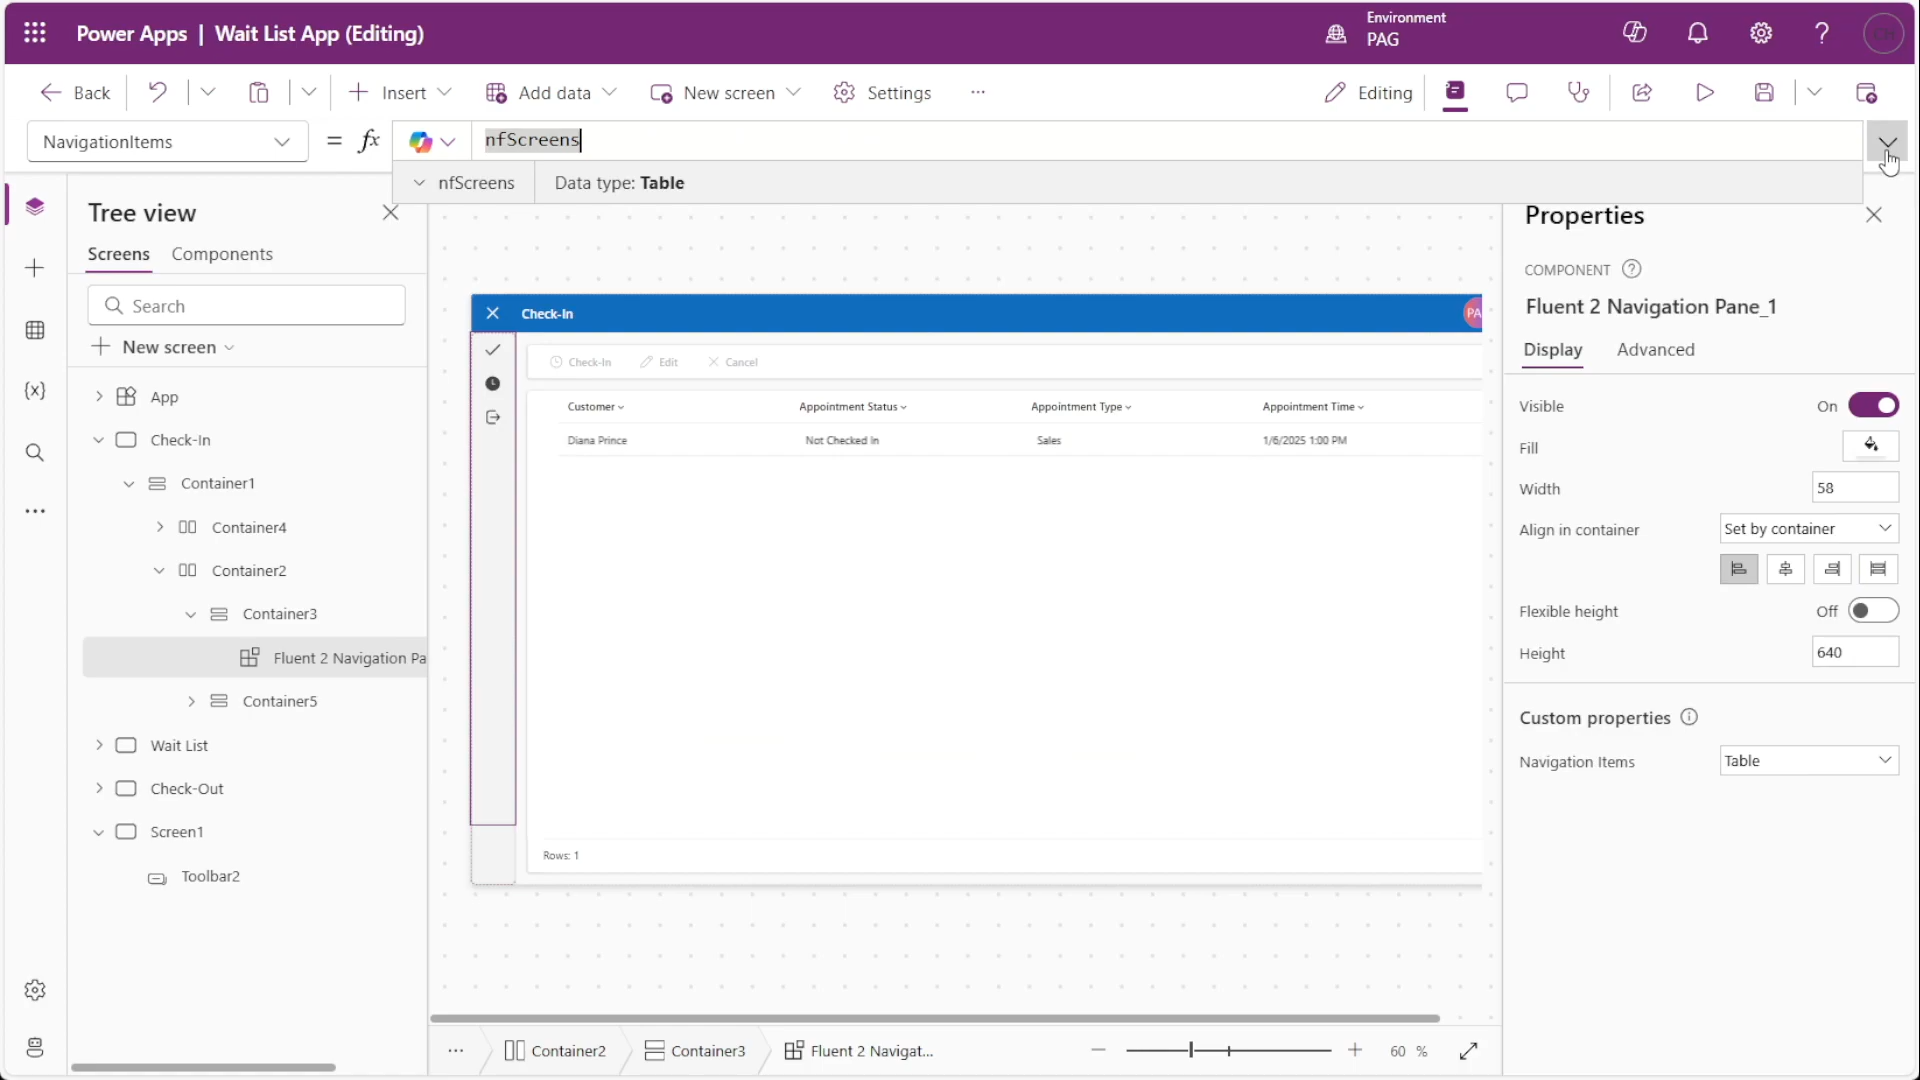 Power Apps | Wait List App (Editing)
Environment
PAG
Back
Insert
Add data
New screen
Settings
...
Editing
NavigationItems
= fx
nfScreens
nfScreens
Data type: Table
Tree view
Screens
Components
Search
New screen
App
Check-In
Container1
Container4
Container2
Container3
Fluent 2 Navigation Pa
Container5
Wait List
Check-Out
Screen1
Toolbar2
Check-In
PA
Check-In
Edit
Cancel
Customer
Appointment Status
Appointment Type
Appointment Time
Diana Prince
Not Checked In
Sales
1/6/2025 1:00 PM
Rows: 1
Properties
COMPONENT
Fluent 2 Navigation Pane_1
Display
Advanced
Visible
On
Fill
Width
58
Align in container
Set by container
Flexible height
Off
Height
640
Custom properties
Navigation Items
Table
...
Container2
Container3
Fluent 2 Navigat...
60 %